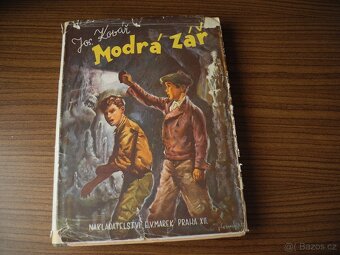 Jos. Kovář
Modrá zář
NAKLADATELSTVÍ F.V.MAREK PRAHA XII.
Bazos.cz